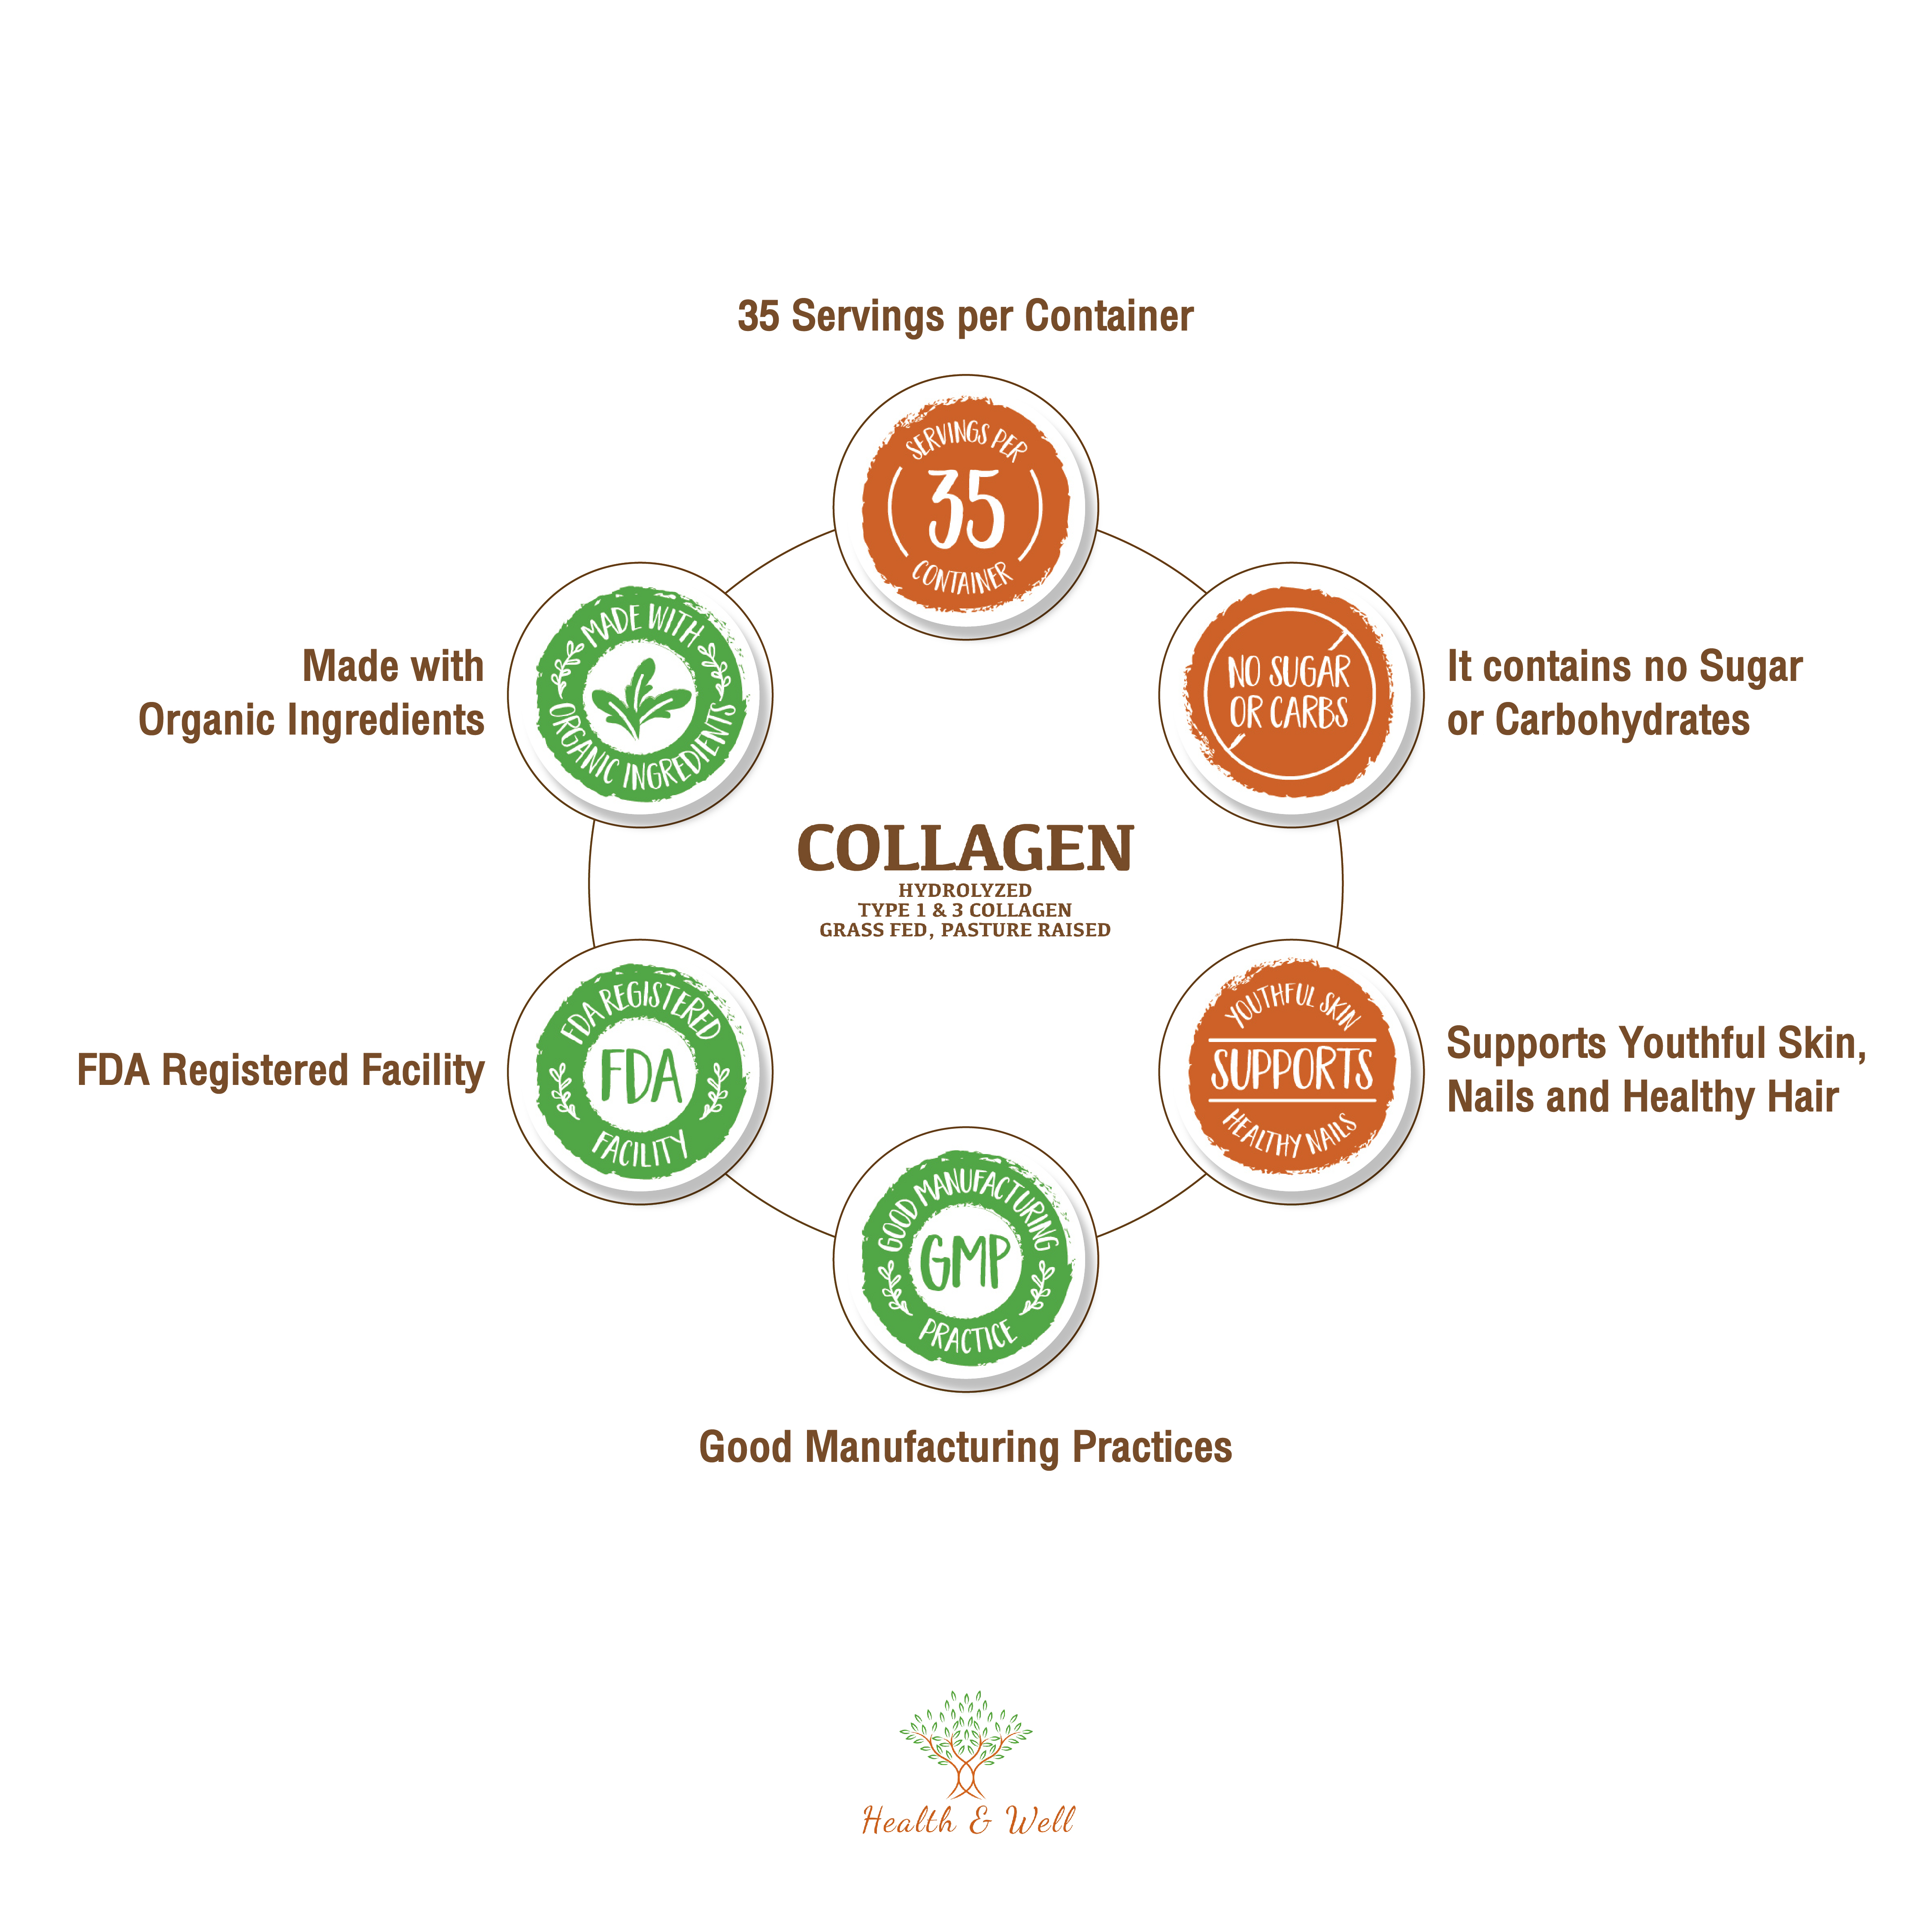 35 Servings per Container
SERVINGS PER
35
CONTAINER
MADE WITH
ORGANIC INGREDIENTS
Made with
Organic Ingredients
NO SUGAR
OR CARBS
It contains no Sugar
or Carbohydrates
COLLAGEN
HYDROLYZED
TYPE 1 & 3 COLLAGEN
GRASS FED, PASTURE RAISED
FDA Registered Facility
FDA REGISTERED
FDA
FACILITY
YOUTHFUL SKIN
SUPPORTS
HEALTHY NAILS
Supports Youthful Skin,
Nails and Healthy Hair
GOOD MANUFACTURING
GMP
PRACTICE
Good Manufacturing Practices
Health & Well